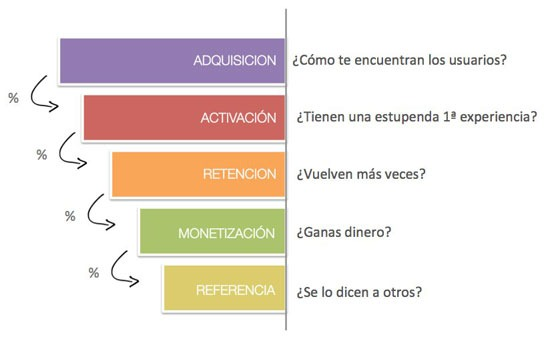 ADQUISICION ¿Cómo te encuentran los usuarios?
%
ACTIVACIÓN ¿Tienen una estupenda 1ª experiencia?
%
RETENCION ¿Vuelven más veces?
%
MONETIZACIÓN ¿Ganas dinero?
%
REFERENCIA ¿Se lo dicen a otros?